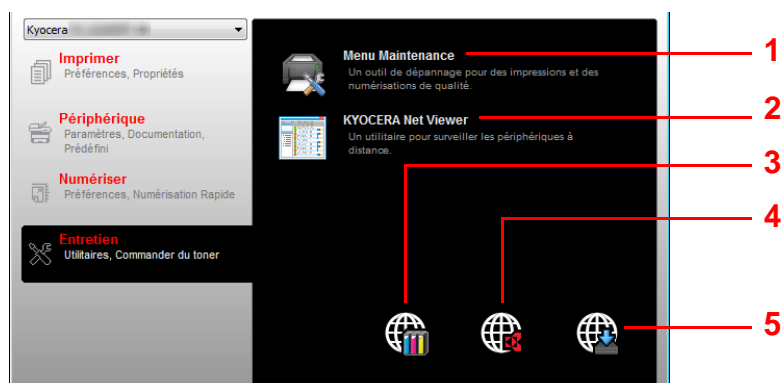 Kyocera
Imprimer
Préférences, Propriétés
Périphérique
Paramètres, Documentation,
Prédéfini
Numériser
Préférences, Numérisation Rapide
Entretien
Utilitaires, Commander du toner
Menu Maintenance
Un outil de dépannage pour des impressions et des
numérisations de qualité.
KYOCERA Net Viewer
Un utilitaire pour surveiller les périphériques à
distance.
1
2
3
4
5